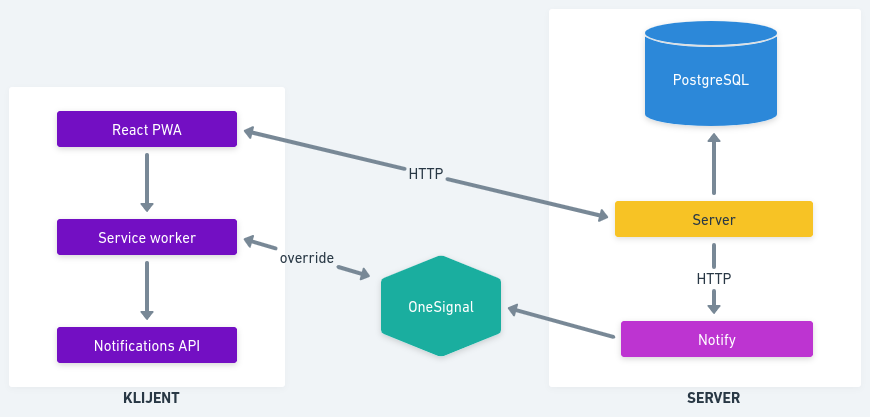 PostgreSQL
React PWA
HTTP
Server
Service worker
override
HTTP
OneSignal
Notifications API
Notify
KLIJENT
SERVER